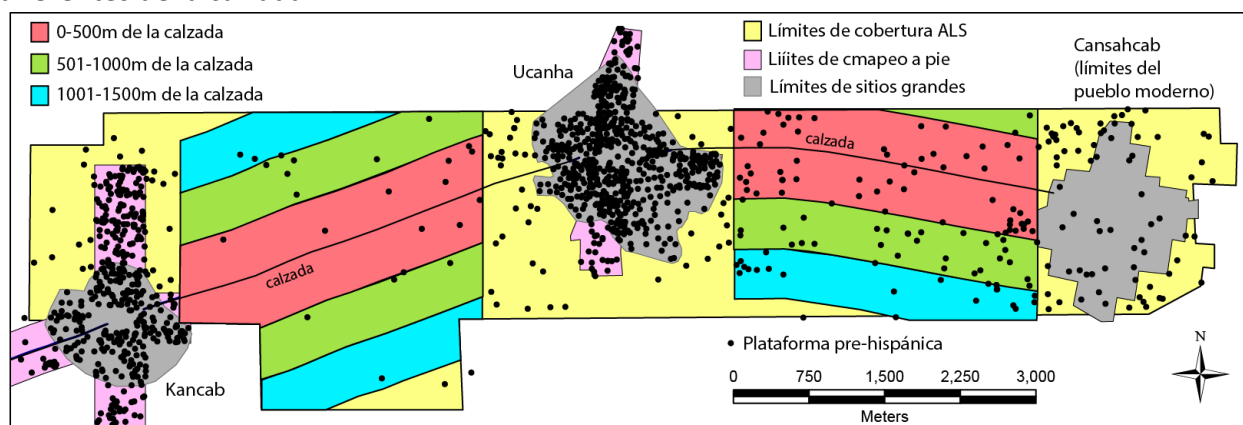 0-500m de la calzada
501-1000m de la calzada
1001-1500m de la calzada
Ucanha
Límites de cobertura ALS
Liíites de cmapeo a pie
Límites de sitios grandes
Cansahcab
(límites del
pueblo moderno)
calzada
calzada
Kancab
Plataforma pre-hispánica
N
0 750 1,500 2,250 3,000
Meters